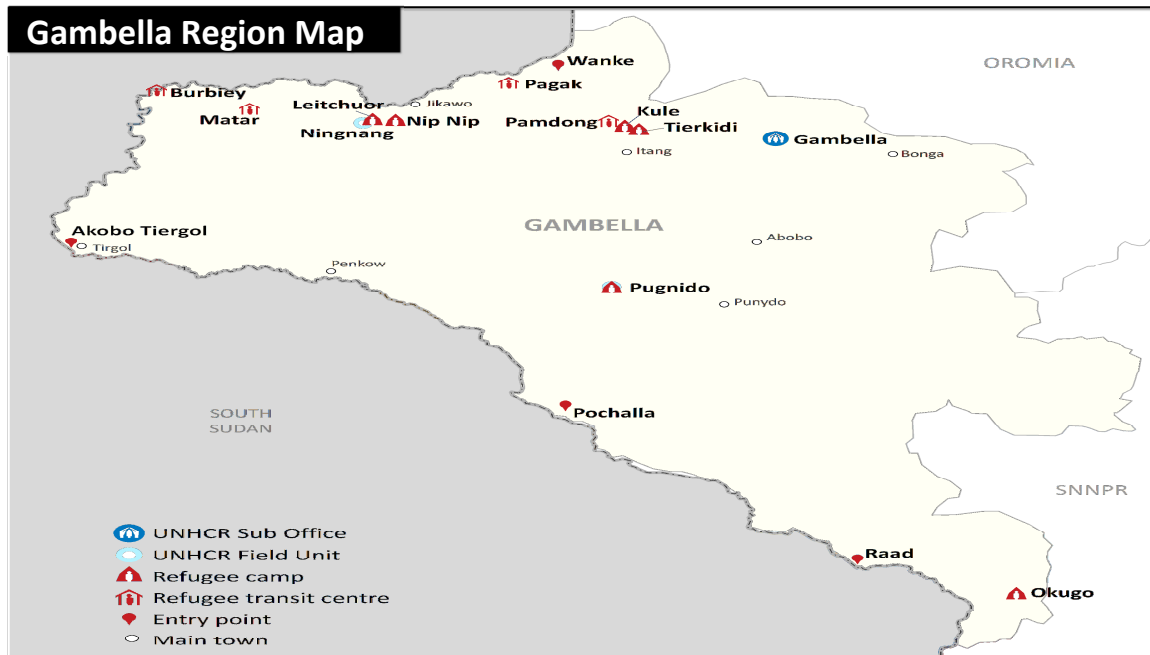 Gambella Region Map
Wanke
OROMIA
Pagak
Burbiey
Leitchuor
Jikawo
Kule
Matar
Nip Nip
Pamdong
Tierkidi
Ningnang
Gambella
Itang
Bonga
GAMBELLA
Akobo Tiergol
Tirgol
Abobo
Penkow
Pugnido
Punydo
Pochalla
SOUTH
SUDAN
SNNPR
UNHCR Sub Office
UNHCR Field Unit
Raad
Refugee camp
Okugo
Refugee transit centre
Entry point
Main town